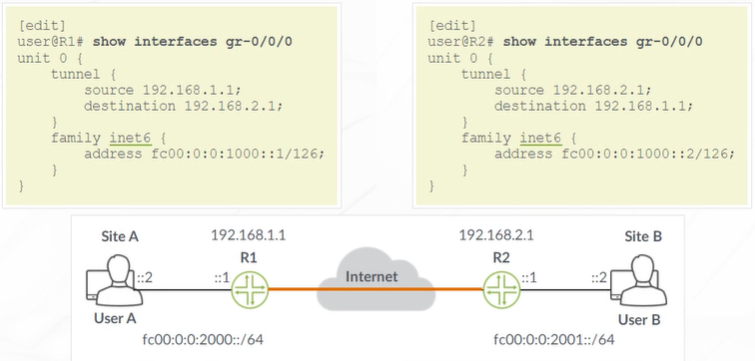 [edit]
user@R1# show interfaces gr-0/0/0
unit 0 {
    tunnel {
        source 192.168.1.1;
        destination 192.168.2.1;
    }
    family inet6 {
        address fc00:0:0:1000::1/126;
    }
}
[edit]
user@R2# show interfaces gr-0/0/0
unit 0 {
    tunnel {
        source 192.168.2.1;
        destination 192.168.1.1;
    }
    family inet6 {
        address fc00:0:0:1000::2/126;
    }
}
Site A
192.168.1.1
192.168.2.1
Site B
R1
R2
::2
::1
Internet
::1
::2
User A
User B
fc00:0:0:2000::/64
fc00:0:0:2001::/64